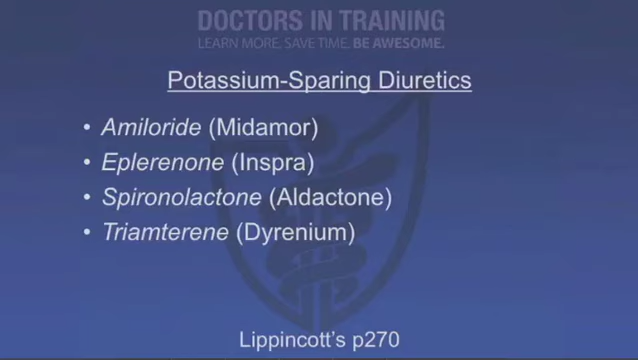 DOCTORS IN TRAINING
LEARN MORE. SAVE TIME. BE AWESOME.
Potassium-Sparing Diuretics
• Amiloride (Midamor)
• Eplerenone (Inspra)
• Spironolactone (Aldactone)
• Triamterene (Dyrenium)
Lippincott's p270